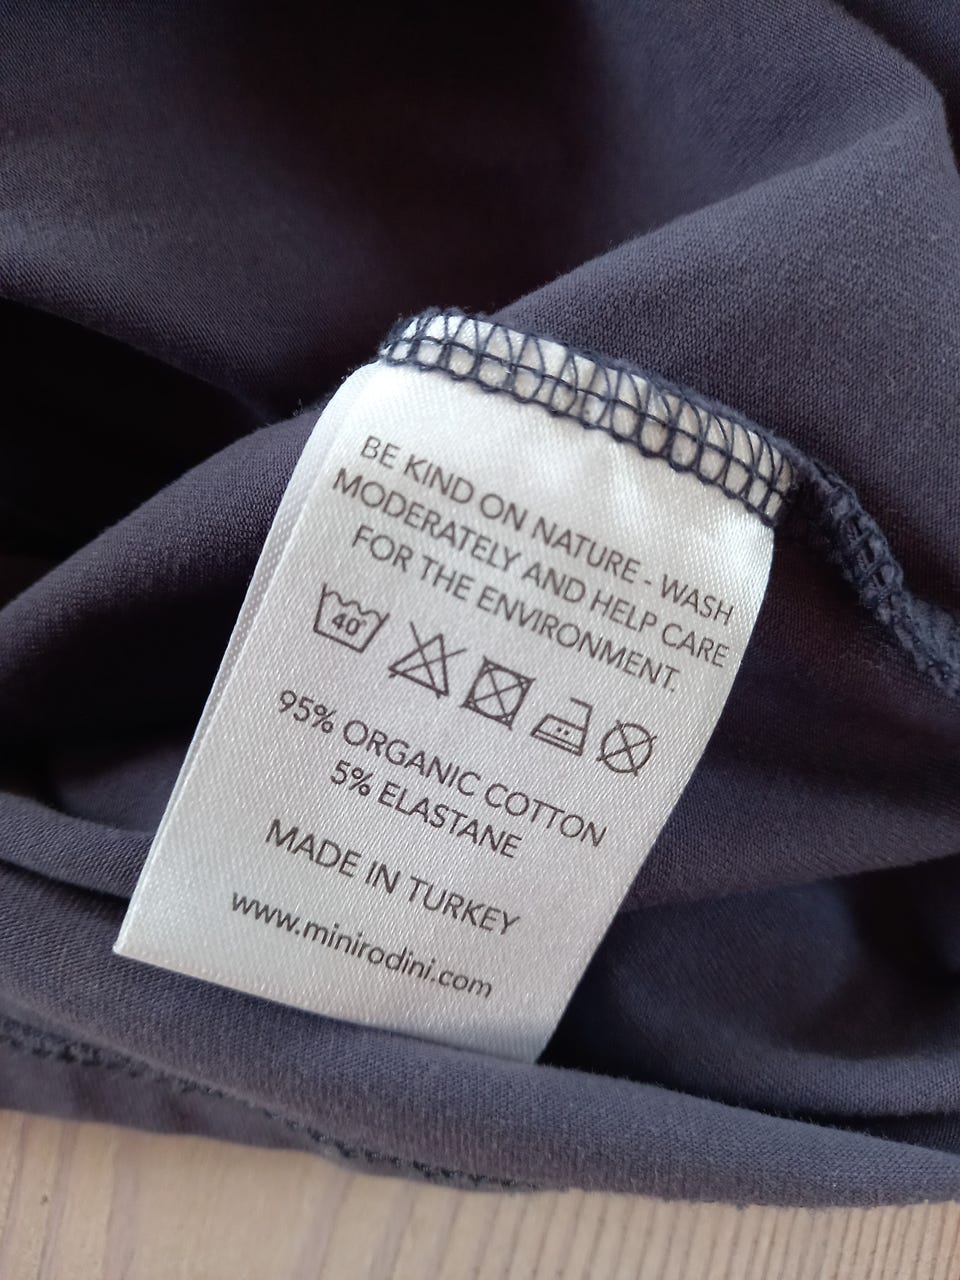 BE KIND ON NATURE - WASH
MODERATELY AND HELP CARE
FOR THE ENVIRONMENT.
40°
95% ORGANIC COTTON
5% ELASTANE
MADE IN TURKEY
www.minirodini.com